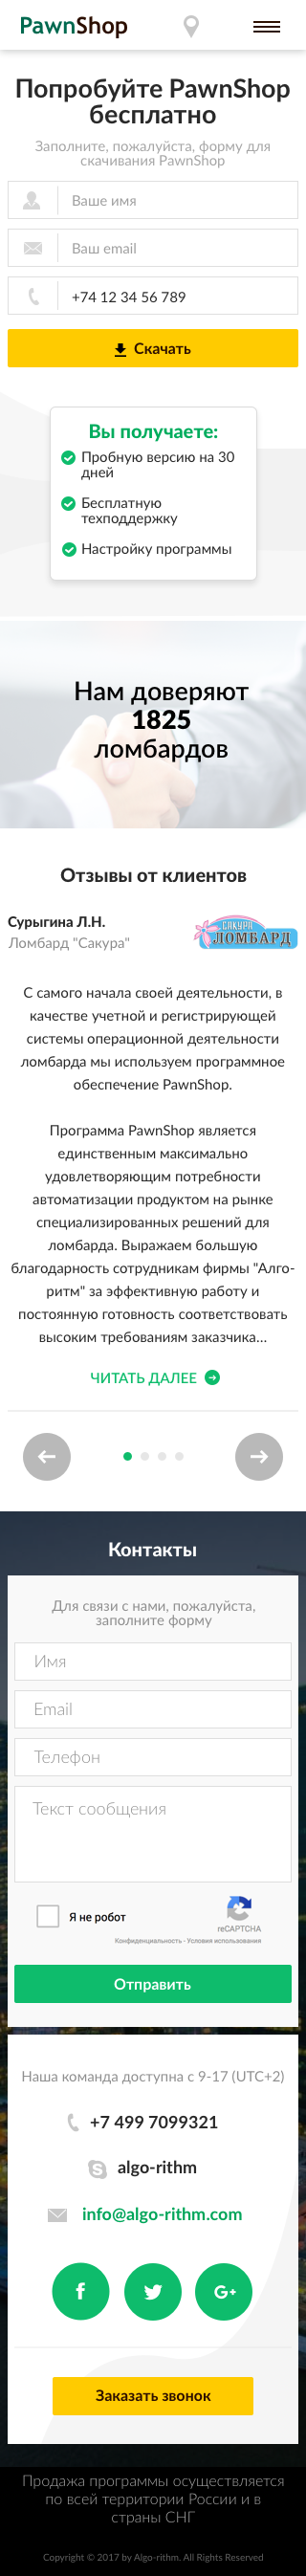 PawnShop
Попробуйте PawnShop
бесплатно
Заполните, пожалуйста, форму для
скачивания PawnShop
Ваше имя
Ваш email
+74 12 34 56 789
Скачать
Вы получаете:
Пробную версию на 30
дней
Бесплатную
техподдержку
Настройку программы
Нам доверяют
1825
ломбардов
Отзывы от клиентов
Сурыгина Л.Н.
Ломбард "Сакура"
САКУРА
ЛОМБАРД
С самого начала своей деятельности, в
качестве учетной и регистрирующей
системы операционной деятельности
ломбарда мы используем программное
обеспечение PawnShop.
Программа PawnShop является
единственным максимально
удовлетворяющим потребности
автоматизации продуктом на рынке
специализированных решений для
ломбарда. Выражаем большую
благодарность сотрудникам фирмы "Алго-
ритм" за эффективную работу и
постоянную готовность соответствовать
высоким требованиям заказчика...
ЧИТАТЬ ДАЛЕЕ
Контакты
Для связи с нами, пожалуйста,
заполните форму
Имя
Email
Телефон
Текст сообщения
Я не робот
reCAPTCHA
Конфиденциальность - Условия использования
Отправить
Наша команда доступна с 9-17 (UTC+2)
+7 499 7099321
algo-rithm
info@algo-rithm.com
Заказать звонок
Продажа программы осуществляется
по всей территории России и в
страны СНГ
Copyright © 2017 by Algo-rithm. All Rights Reserved